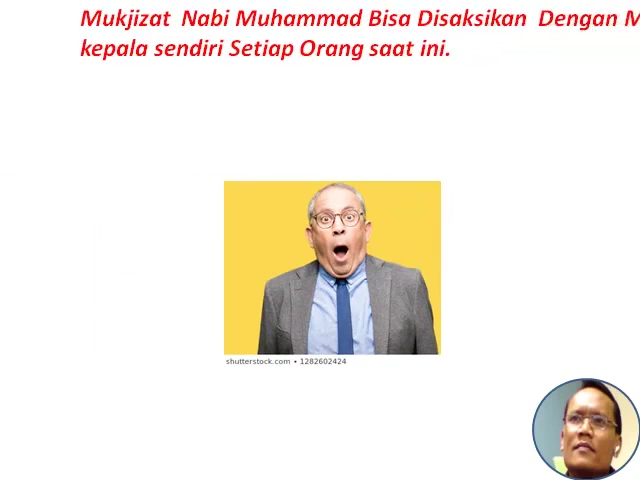 Mukjizat Nabi Muhammad Bisa Disaksikan Dengan M
kepala sendiri Setiap Orang saat ini.
shutterstock.com • 1282602424